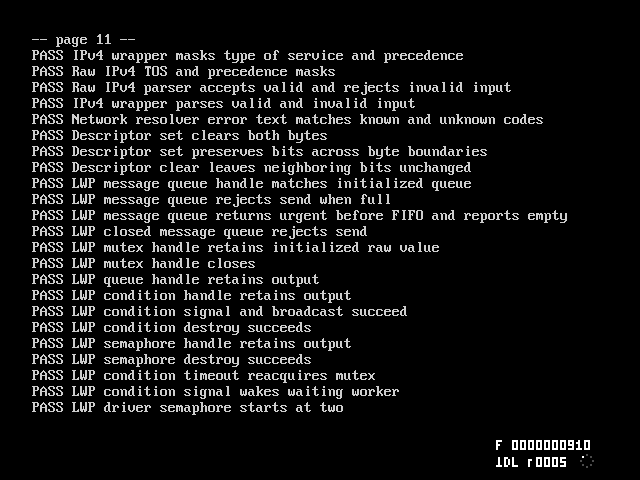 -- page 11 --
PASS IPv4 wrapper masks type of service and precedence
PASS Raw IPv4 TOS and precedence masks
PASS Raw IPv4 parser accepts valid and rejects invalid input
PASS IPv4 wrapper parses valid and invalid input
PASS Network resolver error text matches known and unknown codes
PASS Descriptor set clears both bytes
PASS Descriptor set preserves bits across byte boundaries
PASS Descriptor clear leaves neighboring bits unchanged
PASS LWP message queue handle matches initialized queue
PASS LWP message queue rejects send when full
PASS LWP message queue returns urgent before FIFO and reports empty
PASS LWP closed message queue rejects send
PASS LWP mutex handle retains initialized raw value
PASS LWP mutex handle closes
PASS LWP queue handle retains output
PASS LWP condition handle retains output
PASS LWP condition signal and broadcast succeed
PASS LWP condition destroy succeeds
PASS LWP semaphore handle retains output
PASS LWP semaphore destroy succeeds
PASS LWP condition timeout reacquires mutex
PASS LWP condition signal wakes waiting worker
PASS LWP driver semaphore starts at two
F 0000000910
IDL r0005